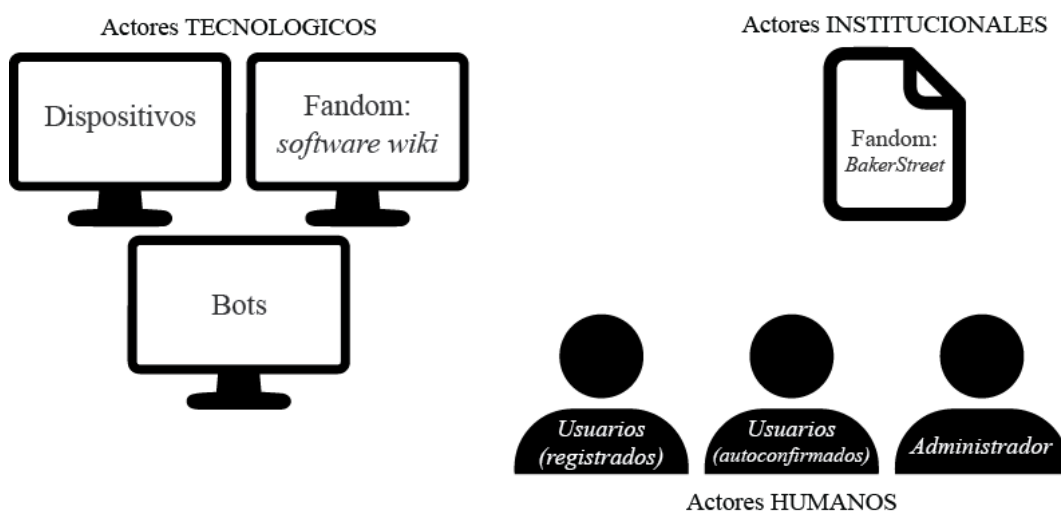 Actores TECNOLOGICOS
Dispositivos
Fandom:
software wiki
Bots
Actores INSTITUCIONALES
Fandom:
BakerStreet
Usuarios
(registrados)
Usuarios
(autoconfirmados)
Administrador
Actores HUMANOS